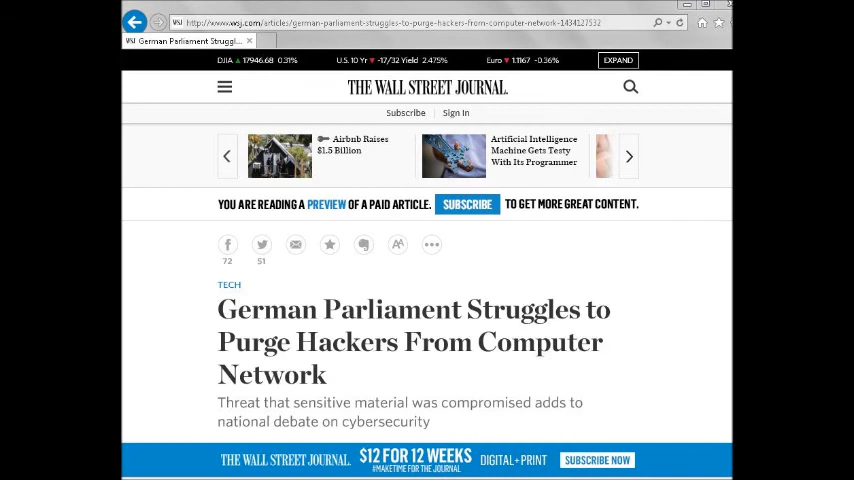 WSJ http://www.wsj.com/articles/german-parliament-struggles-to-purge-hackers-from-computer-network-1434127532
WSJ German Parliament Struggl...
DJIA ▲ 17946.68 0.31% U.S. 10 Yr ▼ -17/32 Yield 2.475% Euro ▼ 1.1167 -0.36% EXPAND
THE WALL STREET JOURNAL.
Subscribe Sign In
Airbnb Raises
$1.5 Billion
Artificial Intelligence
Machine Gets Testy
With Its Programmer
YOU ARE READING A PREVIEW OF A PAID ARTICLE. SUBSCRIBE TO GET MORE GREAT CONTENT.
AA
72 51
TECH
German Parliament Struggles to
Purge Hackers From Computer
Network
Threat that sensitive material was compromised adds to
national debate on cybersecurity
THE WALL STREET JOURNAL. $12 FOR 12 WEEKS DIGITAL+PRINT SUBSCRIBE NOW
#MAKETIME FOR THE JOURNAL